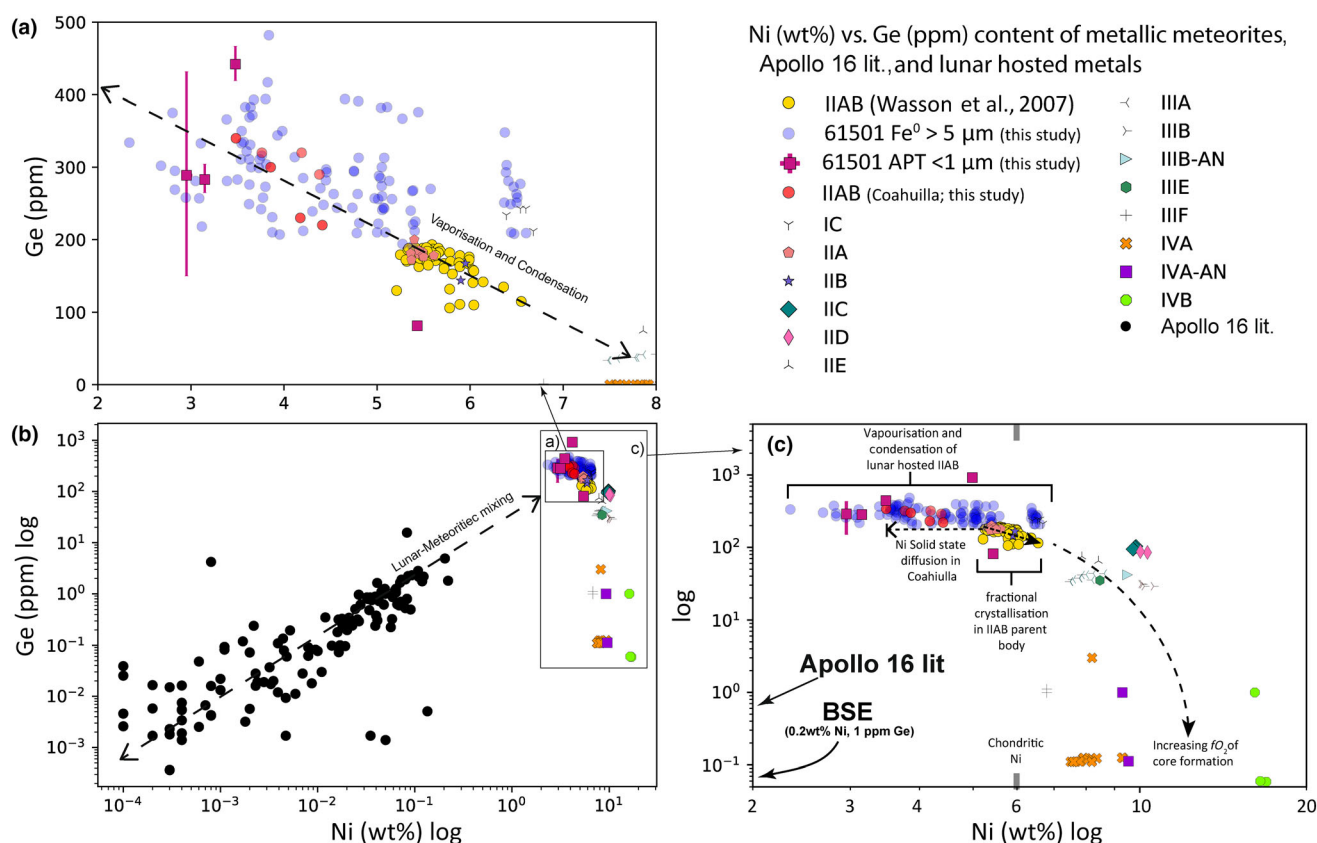 (a)
500
400
300
200
100
0
Ge (ppm)
Vaporisation and Condensation
2
3
4
5
6
7
8
Ni (wt%) vs. Ge (ppm) content of metallic meteorites,
Apollo 16 lit., and lunar hosted metals
IIAB (Wasson et al., 2007)
61501 Fe⁰ > 5 µm (this study)
61501 APT <1 µm (this study)
IIAB (Coahuilla; this study)
IC
IIA
IIB
IIC
IID
IIE
IIIA
IIIB
IIIB-AN
IIIE
IIIF
IVA
IVA-AN
IVB
Apollo 16 lit.
(b)
10³
10²
10¹
10⁰
10⁻¹
10⁻²
10⁻³
Ge (ppm) log
a)
c)
Lunar-Meteoritiec mixing
10⁻⁴
10⁻³
10⁻²
10⁻¹
10⁰
10¹
Ni (wt%) log
(c)
10³
10²
10¹
10⁰
10⁻¹
log
Vapourisation and
condensation of
lunar hosted IIAB
Ni Solid state
diffusion in
Coahiulla
fractional
crystallisation
in IIAB parent
body
Apollo 16 lit
BSE
(0.2wt% Ni, 1 ppm Ge)
Chondritic
Ni
Increasing fO₂of
core formation
2
3
4
6
10
20
Ni (wt%) log